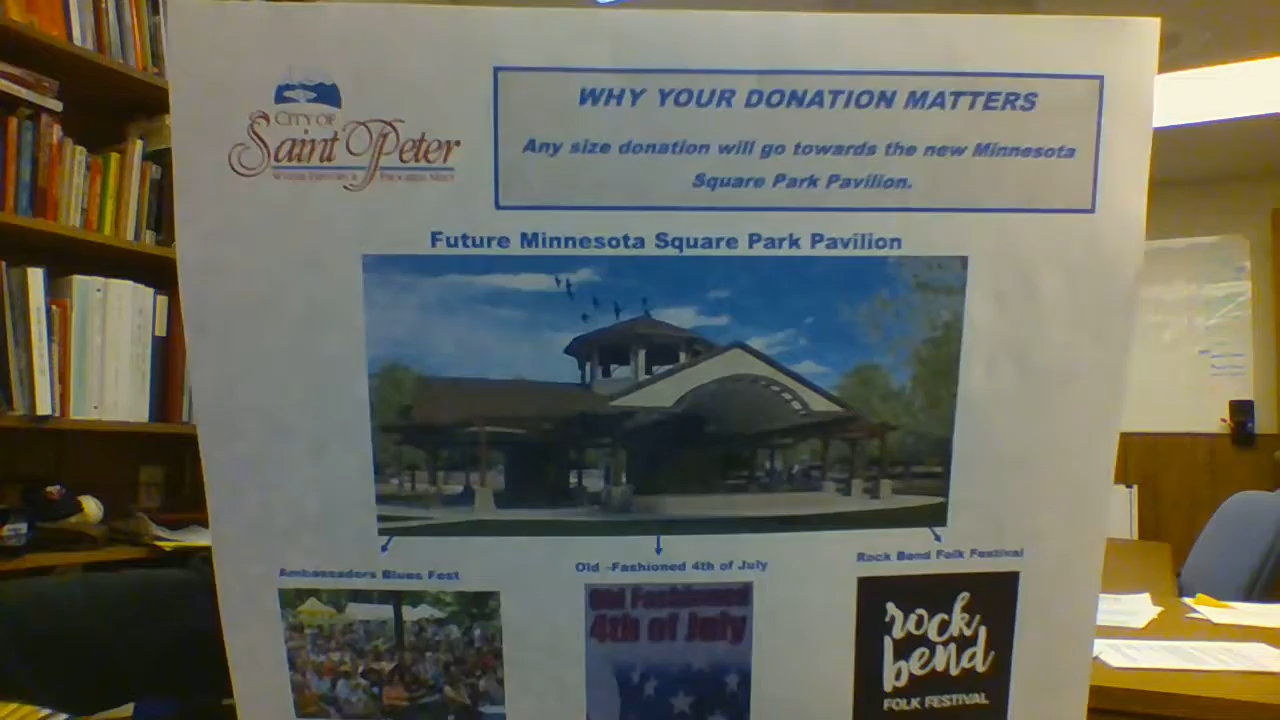 CITY OF
Saint Peter
WHY YOUR DONATION MATTERS
Any size donation will go towards the new Minnesota
Square Park Pavilion.
Future Minnesota Square Park Pavilion
Ambassadors Blues Fest
Old -Fashioned 4th of July
Rock Bend Folk Festival
Old Fashioned
4th of July
rock
bend
FOLK FESTIVAL